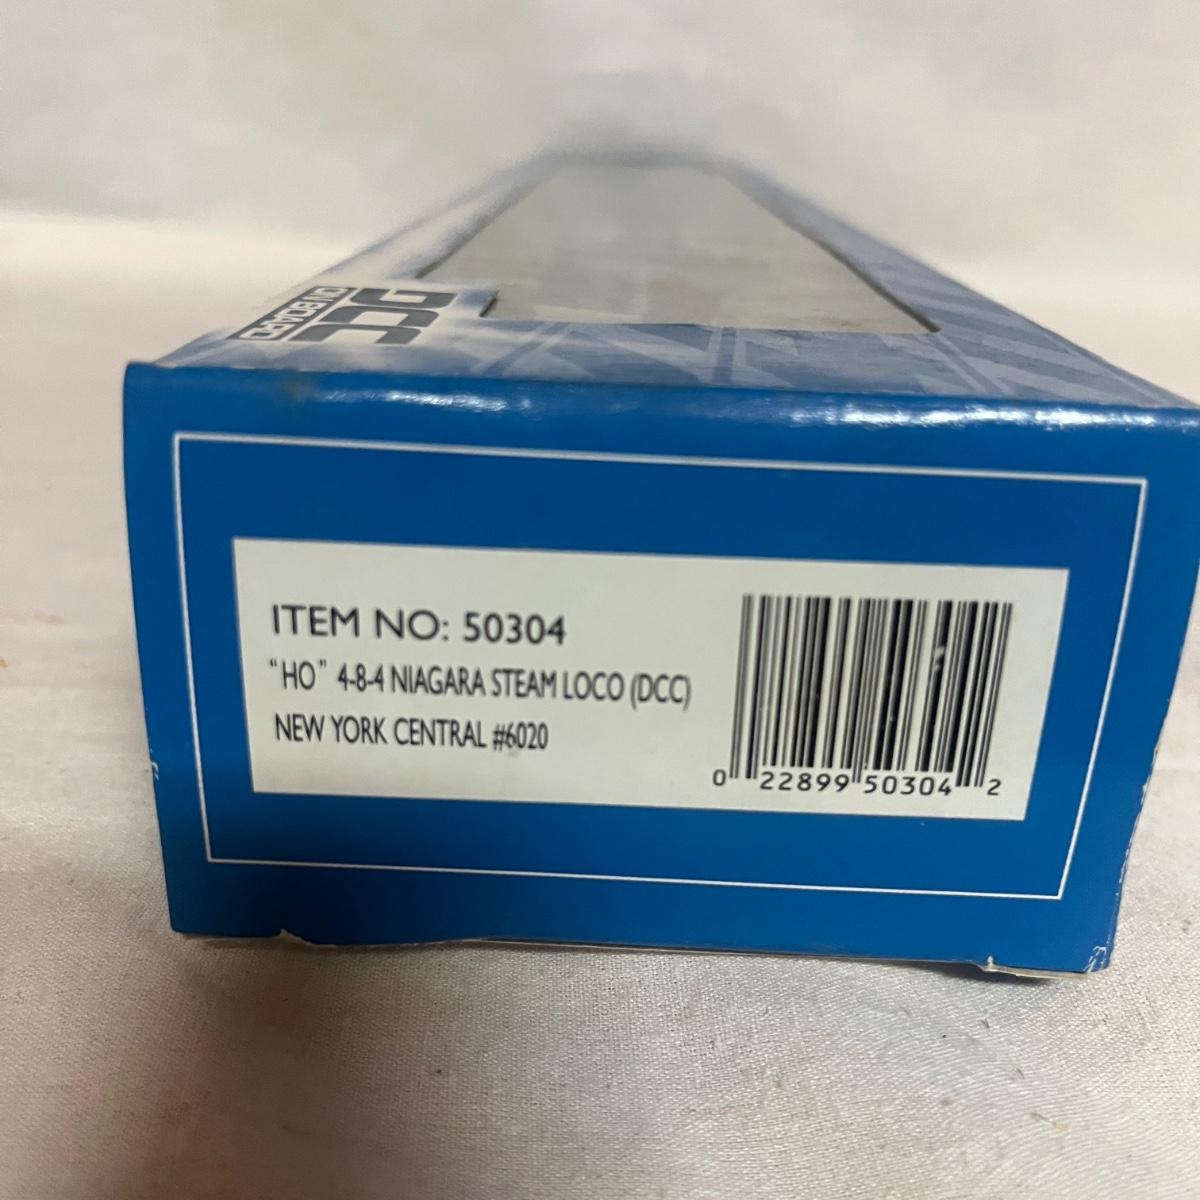 DCC
ON BOARD
ITEM NO: 50304
“HO” 4-8-4 NIAGARA STEAM LOCO (DCC)
NEW YORK CENTRAL #6020
0 22899 50304 2